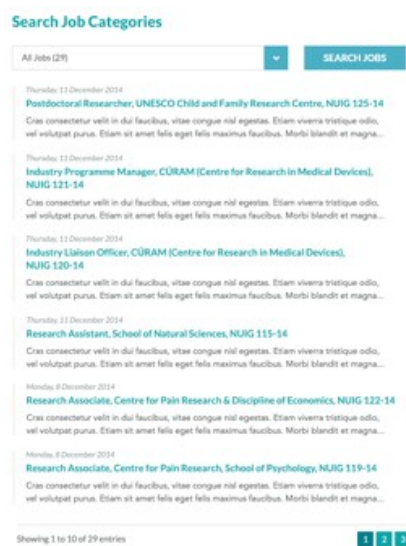 Search Job Categories
All Jobs (29)
SEARCH JOBS
Thursday, 11 December 2014
Postdoctoral Researcher, UNESCO Child and Family Research Centre, NUIG 125-14
Cras consectetur velit in dui faucibus, vitae congue nisl egestas. Etiam viverra tristique odio,
vel volutpat purus. Etiam sit amet felis eget felis maximus faucibus. Morbi blandit et magna...
Thursday, 11 December 2014
Industry Programme Manager, CÚRAM (Centre for Research in Medical Devices),
NUIG 121-14
Cras consectetur velit in dui faucibus, vitae congue nisl egestas. Etiam viverra tristique odio,
vel volutpat purus. Etiam sit amet felis eget felis maximus faucibus. Morbi blandit et magna...
Thursday, 11 December 2014
Industry Liaison Officer, CÚRAM (Centre for Research in Medical Devices),
NUIG 120-14
Cras consectetur velit in dui faucibus, vitae congue nisl egestas. Etiam viverra tristique odio,
vel volutpat purus. Etiam sit amet felis eget felis maximus faucibus. Morbi blandit et magna...
Thursday, 11 December 2014
Research Assistant, School of Natural Sciences, NUIG 115-14
Cras consectetur velit in dui faucibus, vitae congue nisl egestas. Etiam viverra tristique odio,
vel volutpat purus. Etiam sit amet felis eget felis maximus faucibus. Morbi blandit et magna...
Monday, 8 December 2014
Research Associate, Centre for Pain Research & Discipline of Economics, NUIG 122-14
Cras consectetur velit in dui faucibus, vitae congue nisl egestas. Etiam viverra tristique odio,
vel volutpat purus. Etiam sit amet felis eget felis maximus faucibus. Morbi blandit et magna...
Monday, 8 December 2014
Research Associate, Centre for Pain Research, School of Psychology, NUIG 119-14
Cras consectetur velit in dui faucibus, vitae congue nisl egestas. Etiam viverra tristique odio,
vel volutpat purus. Etiam sit amet felis eget felis maximus faucibus. Morbi blandit et magna...
Showing 1 to 10 of 29 entries
1 2 3